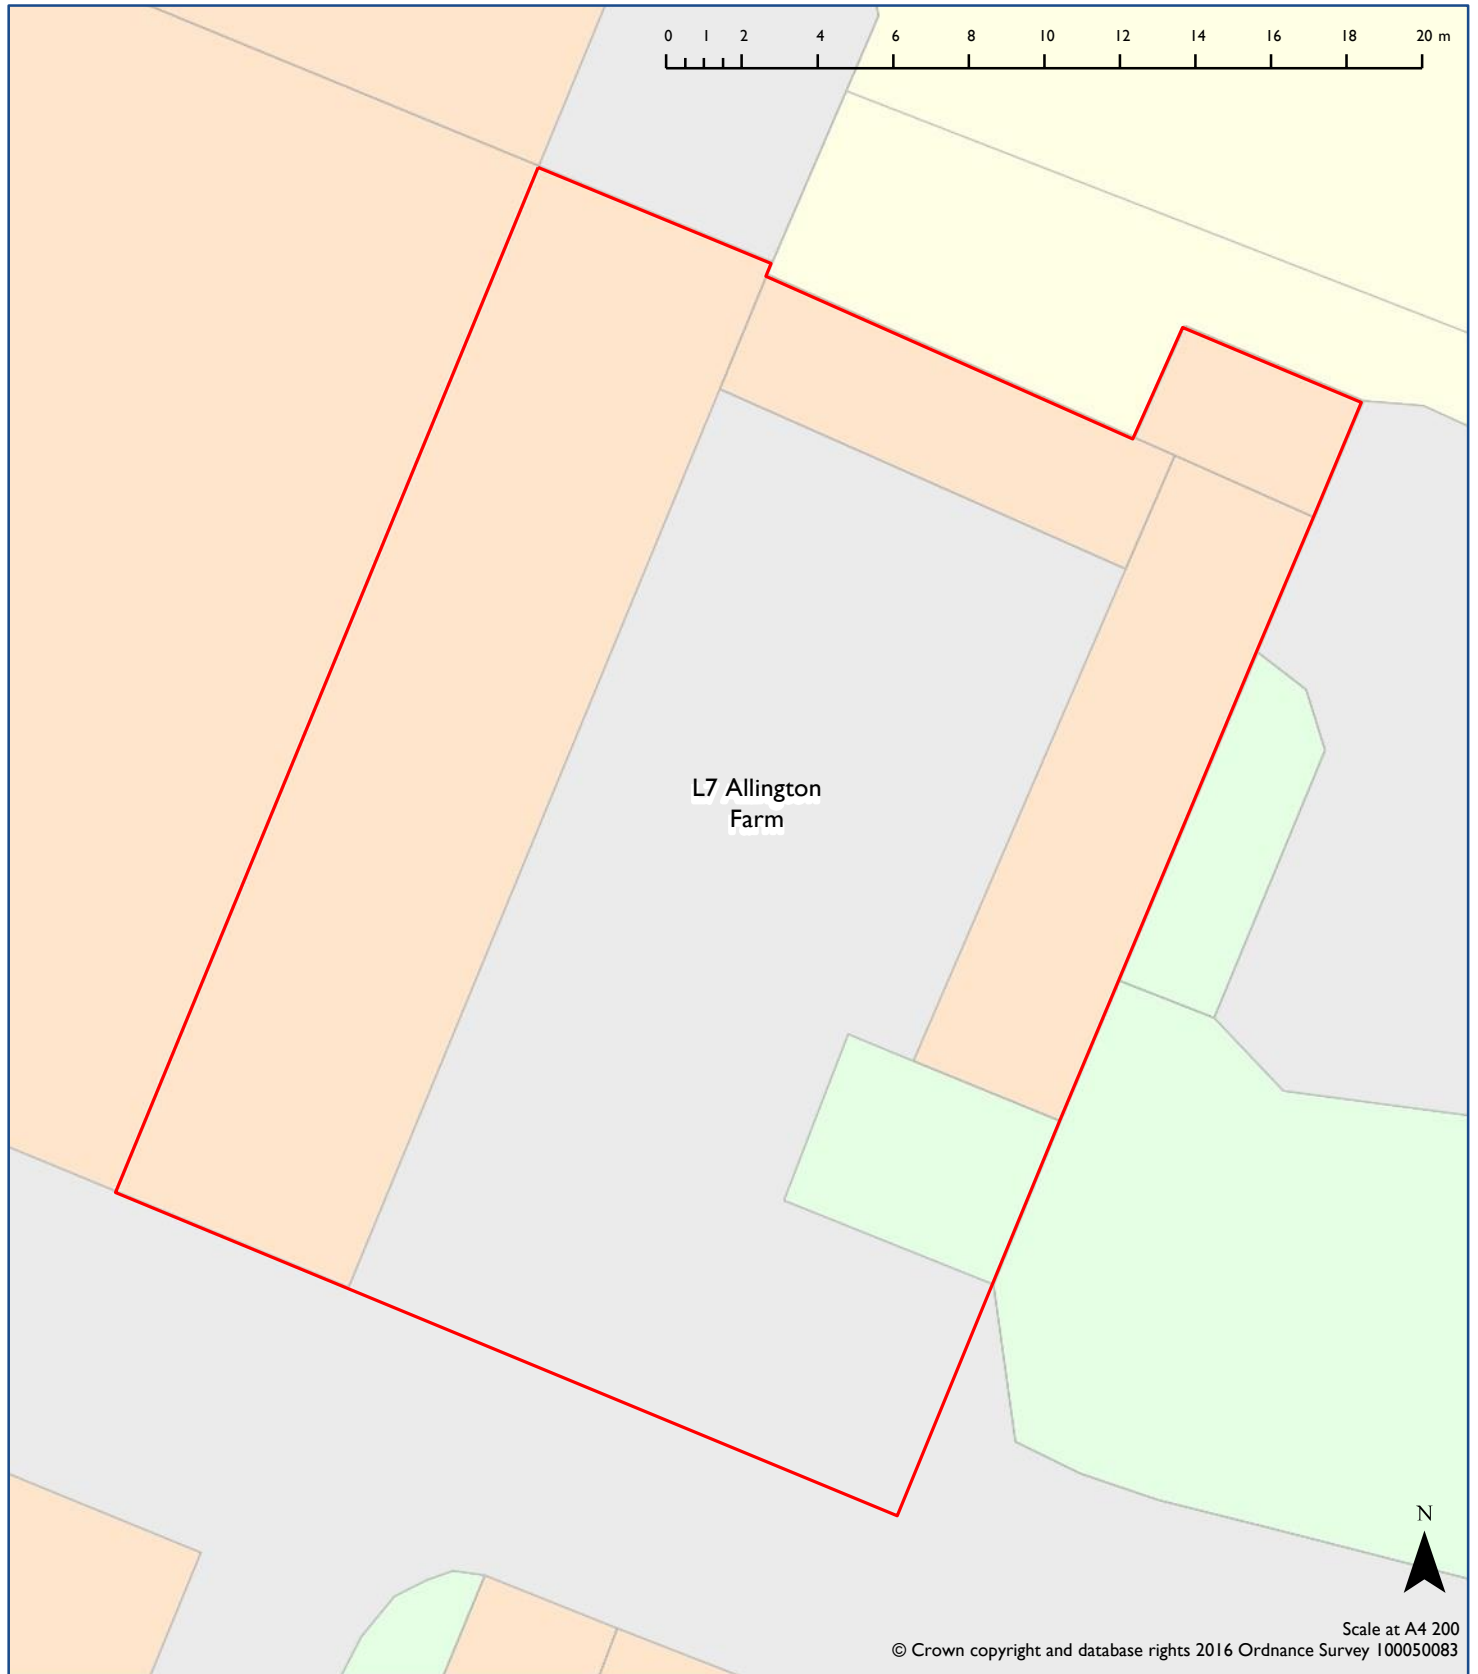 0 1 2 4 6 8 10 12 14 16 18 20 m
L7 Allington
Farm
N
Scale at A4 200
© Crown copyright and database rights 2016 Ordnance Survey 100050083